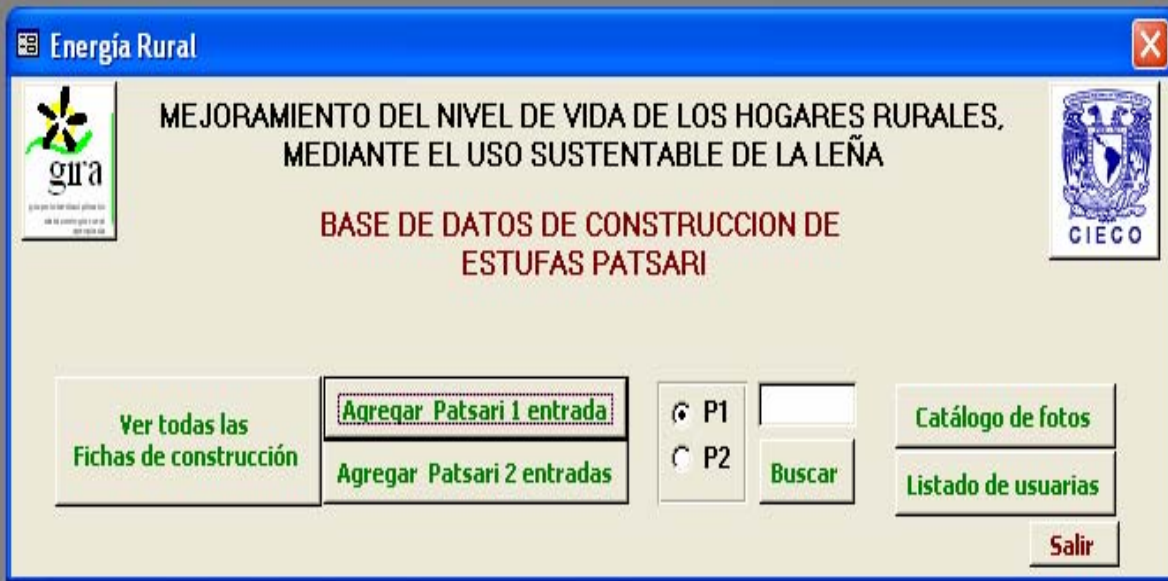 Energía Rural
gira
MEJORAMIENTO DEL NIVEL DE VIDA DE LOS HOGARES RURALES,
MEDIANTE EL USO SUSTENTABLE DE LA LEÑA
CIECO
BASE DE DATOS DE CONSTRUCCION DE
ESTUFAS PATSARI
Ver todas las
Fichas de construcción
Agregar Patsari 1 entrada
Agregar Patsari 2 entradas
P1
P2
Buscar
Catálogo de fotos
Listado de usuarias
Salir